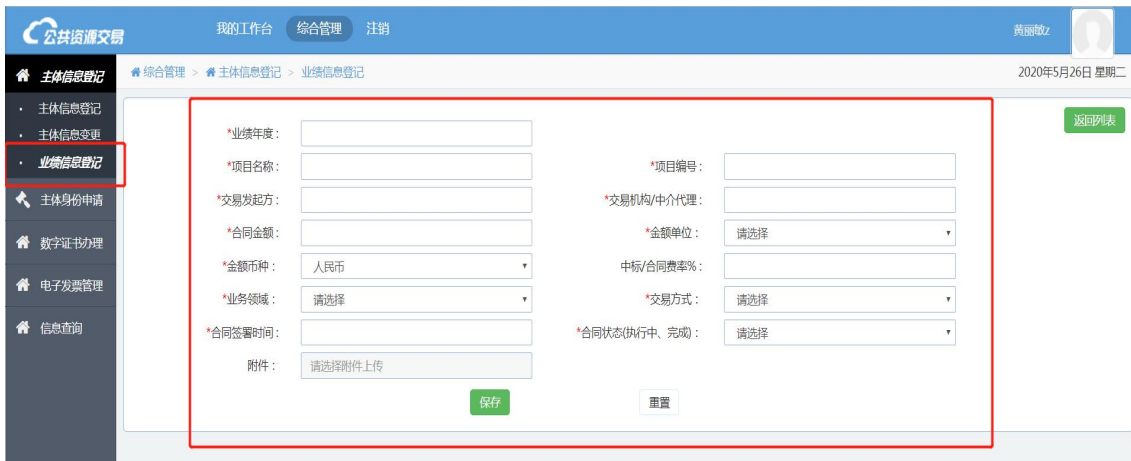 公共资源交易 我的工作台 综合管理 注销 黄丽敏z
主体信息登记 综合管理 > 主体信息登记 > 业绩信息登记 2020年5月26日 星期二
· 主体信息登记
返回列表
· 主体信息变更
*业绩年度：
· 业绩信息登记
*项目名称： *项目编号：
主体身份申请
*交易发起方： *交易机构/中介代理：
*合同金额： *金额单位： 请选择
数字证书办理
*金额币种： 人民币 中标/合同费率%：
电子发票管理
*业务领域： 请选择 *交易方式： 请选择
信息查询
*合同签署时间： *合同状态(执行中、完成)： 请选择
附件： 请选择附件上传
保存 重置